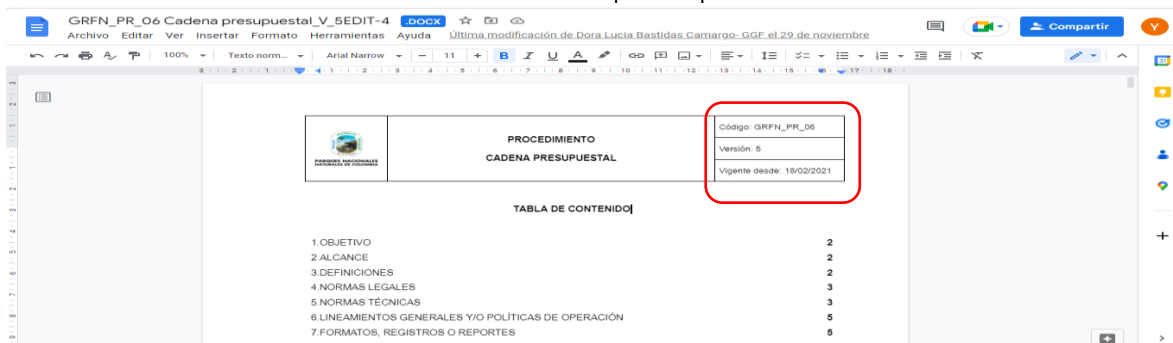 GRFN_PR_06 Cadena presupuestal_V_5EDIT-4 .DOCX
Compartir
Y
Archivo Editar Ver Insertar Formato Herramientas Ayuda Última modificación de Dora Lucia Bastidas Camargo- GGF el 29 de noviembre
100% Texto norm... Arial Narrow - 11 + B I U A
PARQUES NACIONALES
NATURALES DE COLOMBIA
PROCEDIMIENTO
CADENA PRESUPUESTAL
Código: GRFN_PR_06
Versión: 5
Vigente desde: 18/02/2021
TABLA DE CONTENIDO
1.OBJETIVO 2
2.ALCANCE 2
3.DEFINICIONES 2
4.NORMAS LEGALES 3
5.NORMAS TÉCNICAS 3
6.LINEAMIENTOS GENERALES Y/O POLÍTICAS DE OPERACIÓN 5
7.FORMATOS, REGISTROS O REPORTES 5